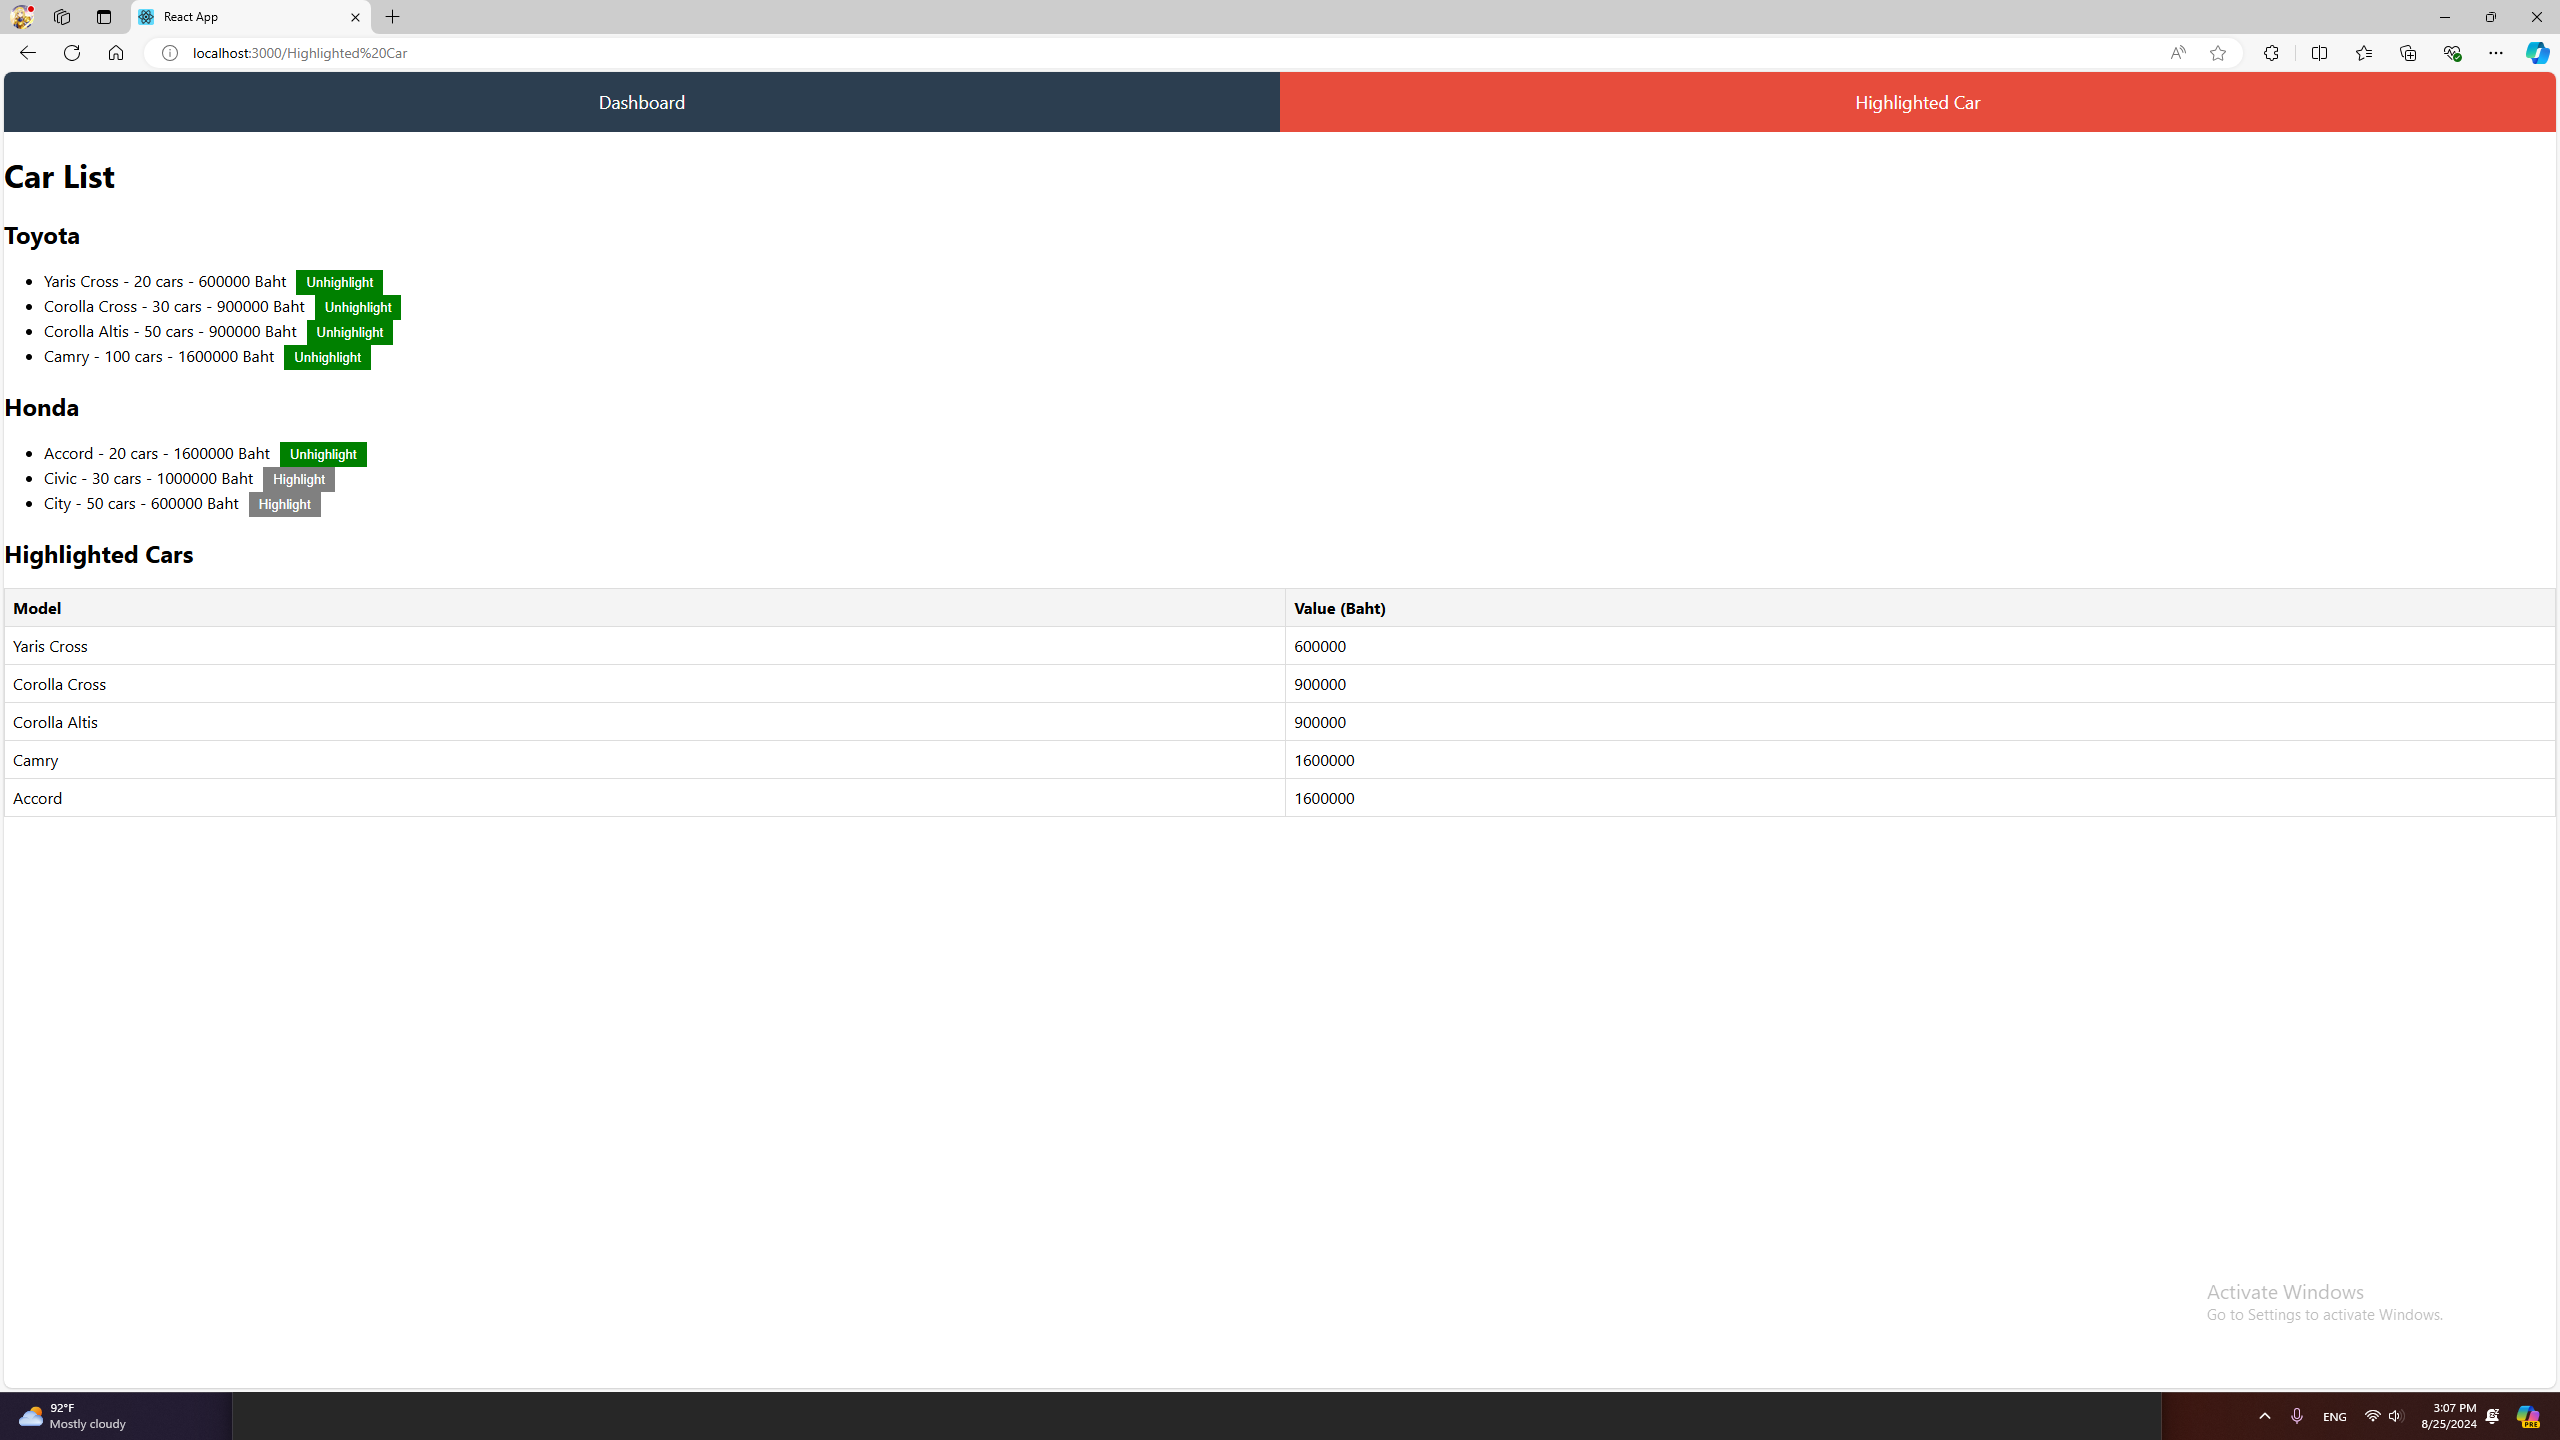 React App
localhost:3000/Highlighted%20Car
Dashboard
Highlighted Car
Car List
Toyota
Yaris Cross - 20 cars - 600000 Baht Unhighlight
Corolla Cross - 30 cars - 900000 Baht Unhighlight
Corolla Altis - 50 cars - 900000 Baht Unhighlight
Camry - 100 cars - 1600000 Baht Unhighlight
Honda
Accord - 20 cars - 1600000 Baht Unhighlight
Civic - 30 cars - 1000000 Baht Highlight
City - 50 cars - 600000 Baht Highlight
Highlighted Cars
Model Value (Baht)
Yaris Cross 600000
Corolla Cross 900000
Corolla Altis 900000
Camry 1600000
Accord 1600000
Activate Windows
Go to Settings to activate Windows.
92°F
Mostly cloudy
ENG
3:07 PM
8/25/2024
PRE